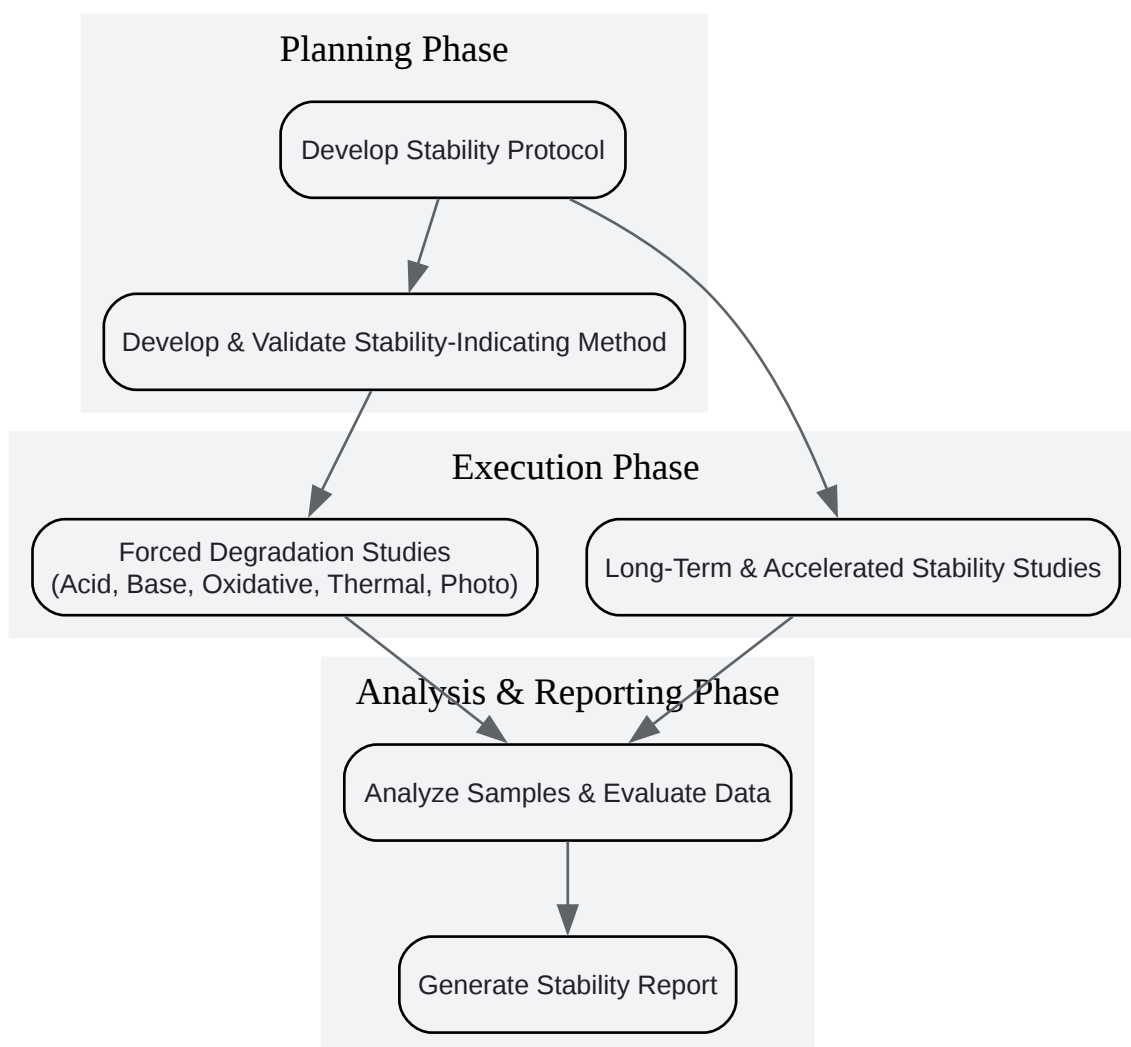 Planning Phase
Develop Stability Protocol
Develop & Validate Stability-Indicating Method
Execution Phase
Forced Degradation Studies
(Acid, Base, Oxidative, Thermal, Photo)
Long-Term & Accelerated Stability Studies
Analysis & Reporting Phase
Analyze Samples & Evaluate Data
Generate Stability Report